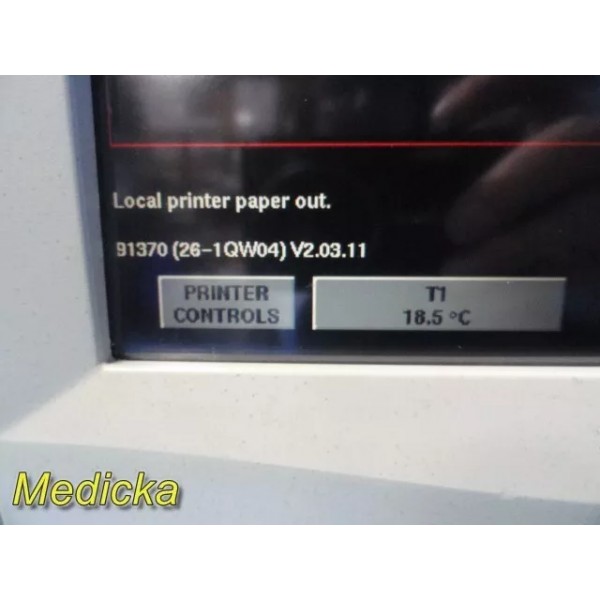 Local printer paper out.
91370 (26-1QW04) V2.03.11
PRINTER
CONTROLS
T1
18.5 °C
Medicka